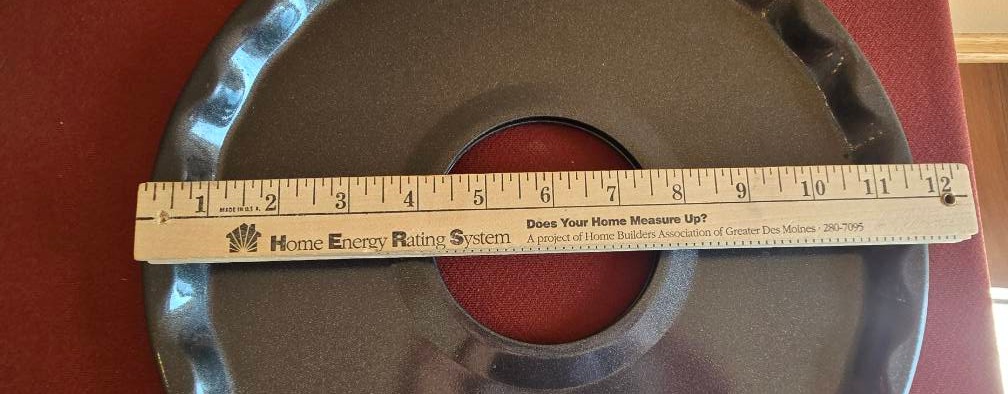 1 2 3 4 5 6 7 8 9 10 11 12
MADE IN U.S.A.
Does Your Home Measure Up?
Home Energy Rating System
A project of Home Builders Association of Greater Des Moines · 280-7095